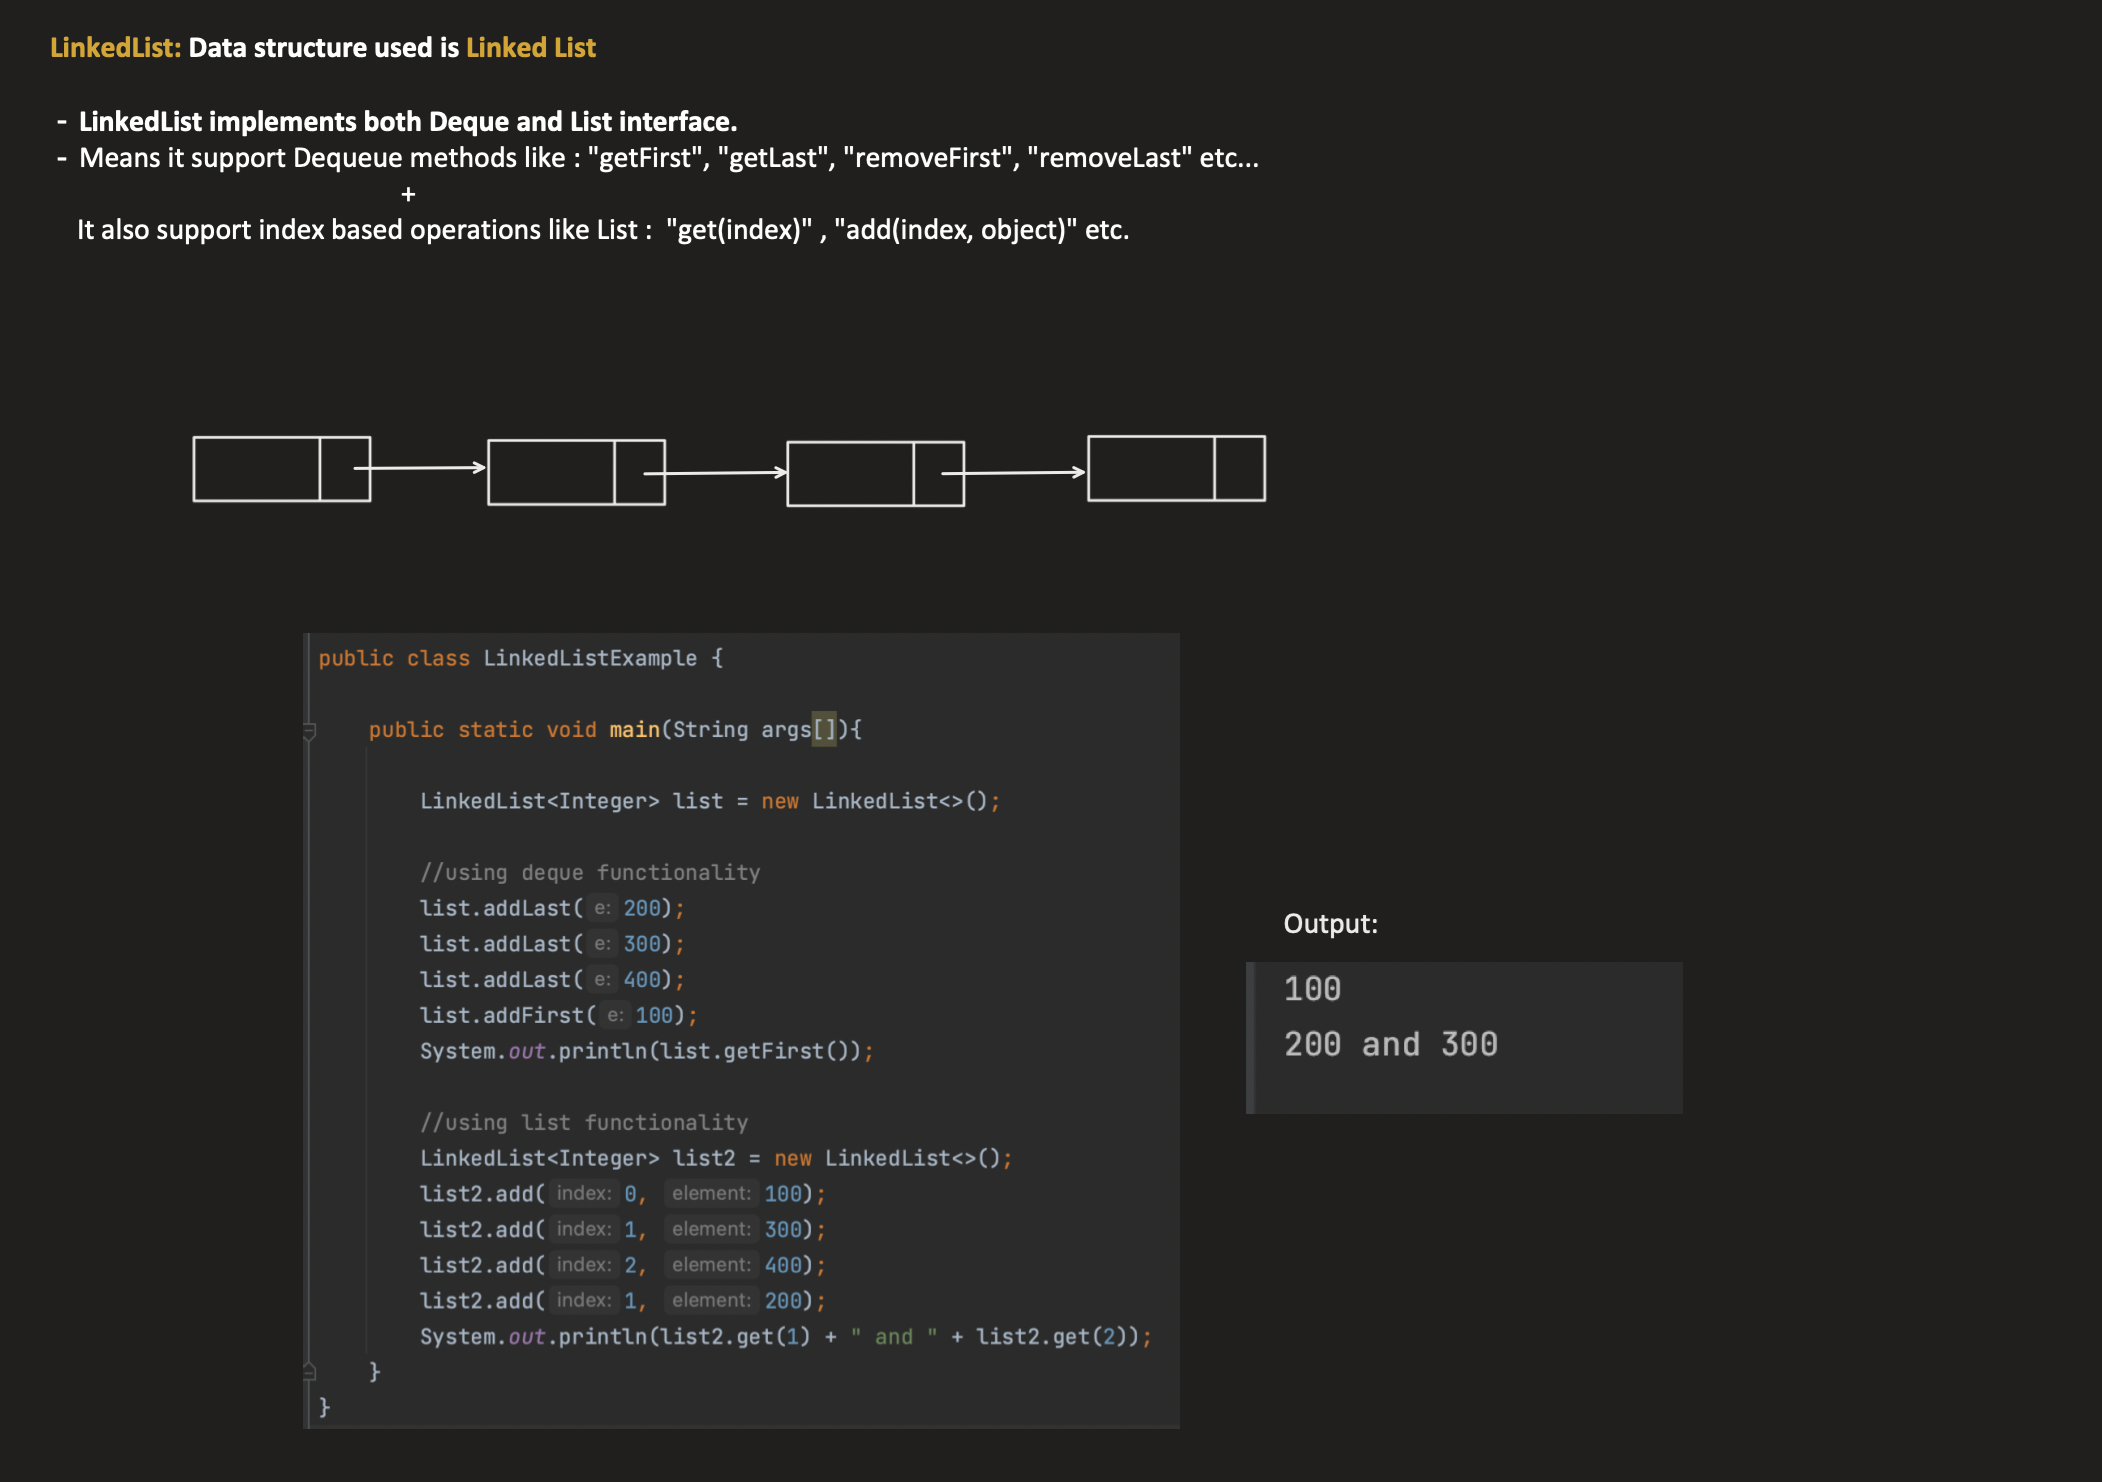 LinkedList: Data structure used is Linked List
- LinkedList implements both Deque and List interface.
- Means it support Dequeue methods like : "getFirst", "getLast", "removeFirst", "removeLast" etc...
+
It also support index based operations like List :  "get(index)" , "add(index, object)" etc.
public class LinkedListExample {
public static void main(String args[]){
LinkedList<Integer> list = new LinkedList<>();
//using deque functionality
list.addLast( e: 200);
list.addLast( e: 300);
list.addLast( e: 400);
list.addFirst( e: 100);
System.out.println(list.getFirst());
//using list functionality
LinkedList<Integer> list2 = new LinkedList<>();
list2.add( index: 0,  element: 100);
list2.add( index: 1,  element: 300);
list2.add( index: 2,  element: 400);
list2.add( index: 1,  element: 200);
System.out.println(list2.get(1) + " and " + list2.get(2));
}
}
Output:
100
200 and 300